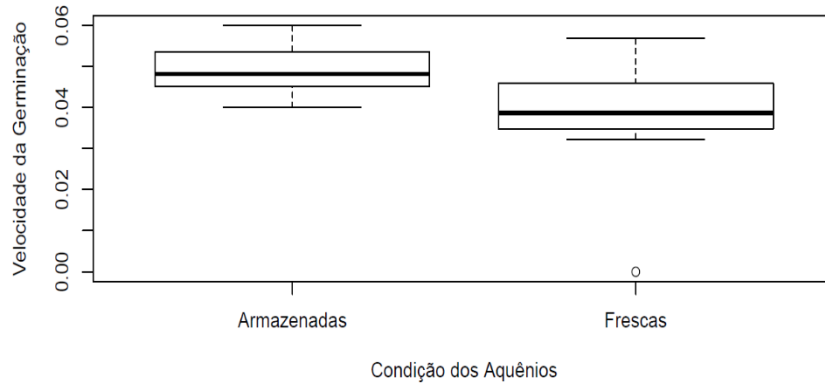 Velocidade da Germinação
0.06
0.04
0.02
0.00
Armazenadas
Frescas
Condição dos Aquênios